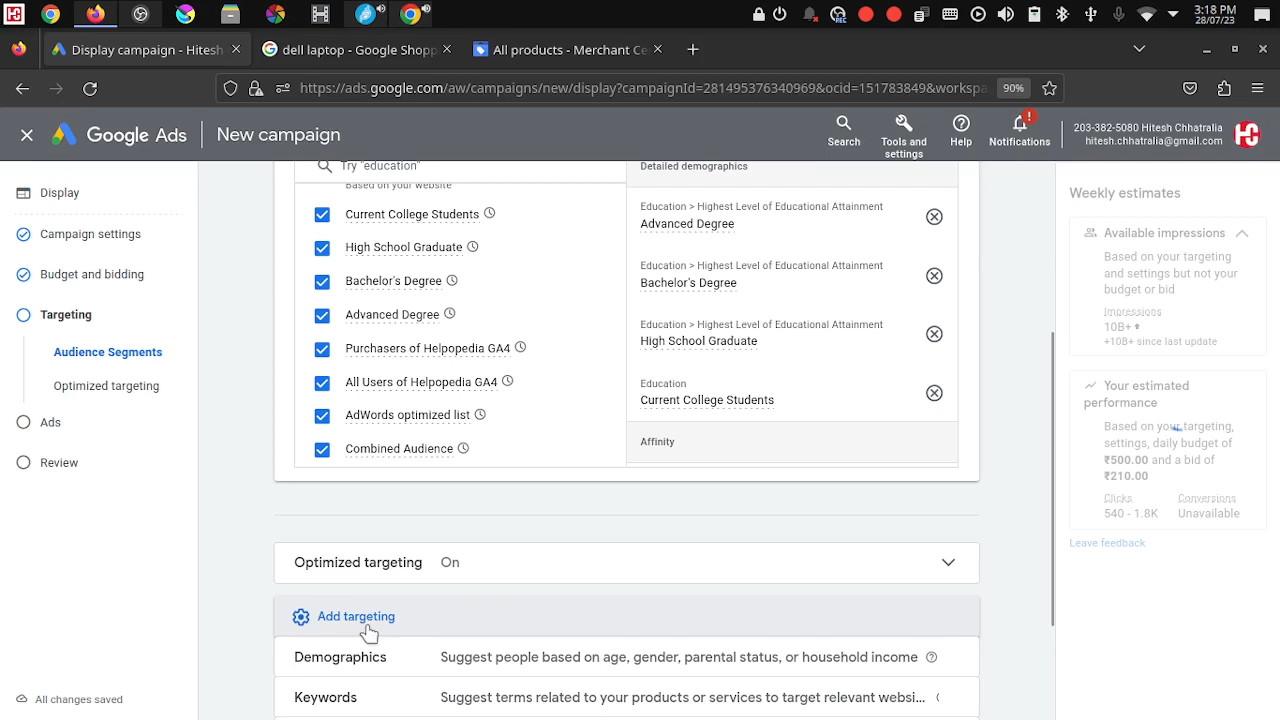 3:18 PM
28/07/23
Display campaign - Hitesh
dell laptop - Google Shopp
All products - Merchant Ce
https://ads.google.com/aw/campaigns/new/display?campaignId=281495376340969&ocid=151783849&workspa
90%
Google Ads
New campaign
Search
Tools and
settings
Help
Notifications
203-382-5080 Hitesh Chhatralia
hitesh.chhatralia@gmail.com
HC
Display
Campaign settings
Budget and bidding
Targeting
Audience Segments
Optimized targeting
Ads
Review
All changes saved
Try "education"
Based on your website
Current College Students
High School Graduate
Bachelor's Degree
Advanced Degree
Purchasers of Helpopedia GA4
All Users of Helpopedia GA4
AdWords optimized list
Combined Audience
Detailed demographics
Education > Highest Level of Educational Attainment
Advanced Degree
Education > Highest Level of Educational Attainment
Bachelor's Degree
Education > Highest Level of Educational Attainment
High School Graduate
Education
Current College Students
Affinity
Optimized targeting On
Add targeting
Demographics Suggest people based on age, gender, parental status, or household income
Keywords Suggest terms related to your products or services to target relevant websi...
Weekly estimates
Available impressions
Based on your targeting
and settings but not your
budget or bid
Impressions
10B+
+10B+ since last update
Your estimated
performance
Based on your targeting,
settings, daily budget of
₹500.00 and a bid of
₹210.00
Clicks Conversions
540 - 1.8K Unavailable
Leave feedback